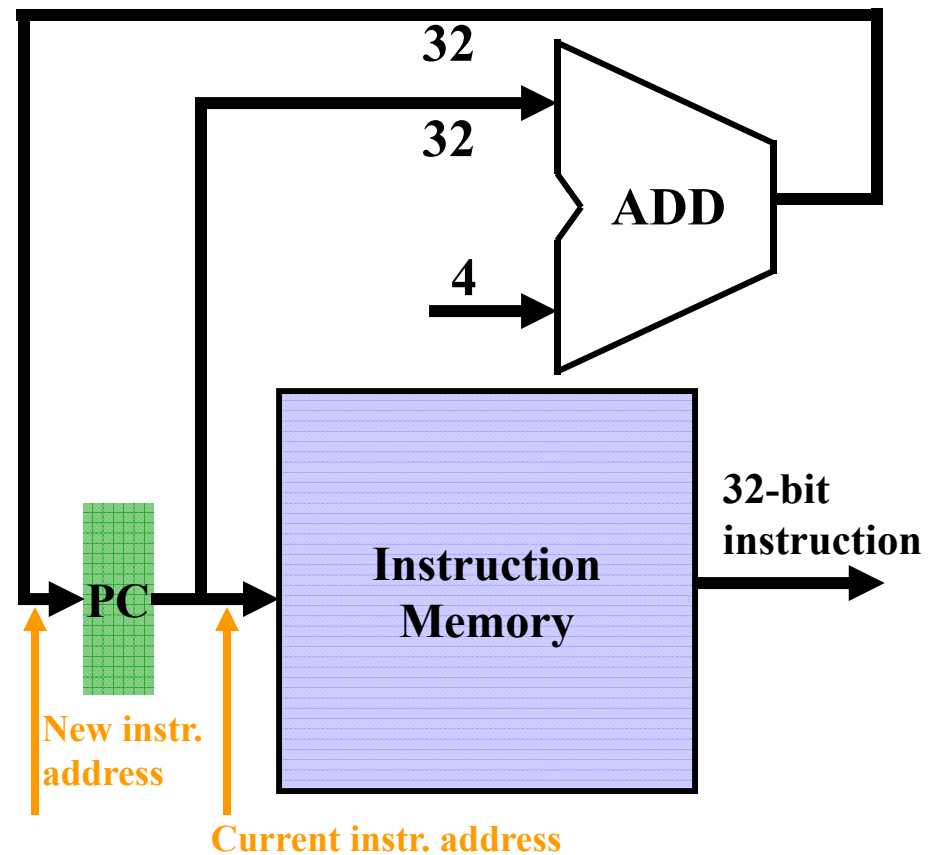 32
32
ADD
4
32-bit
instruction
Instruction
Memory
PC
New instr.
address
Current instr. address